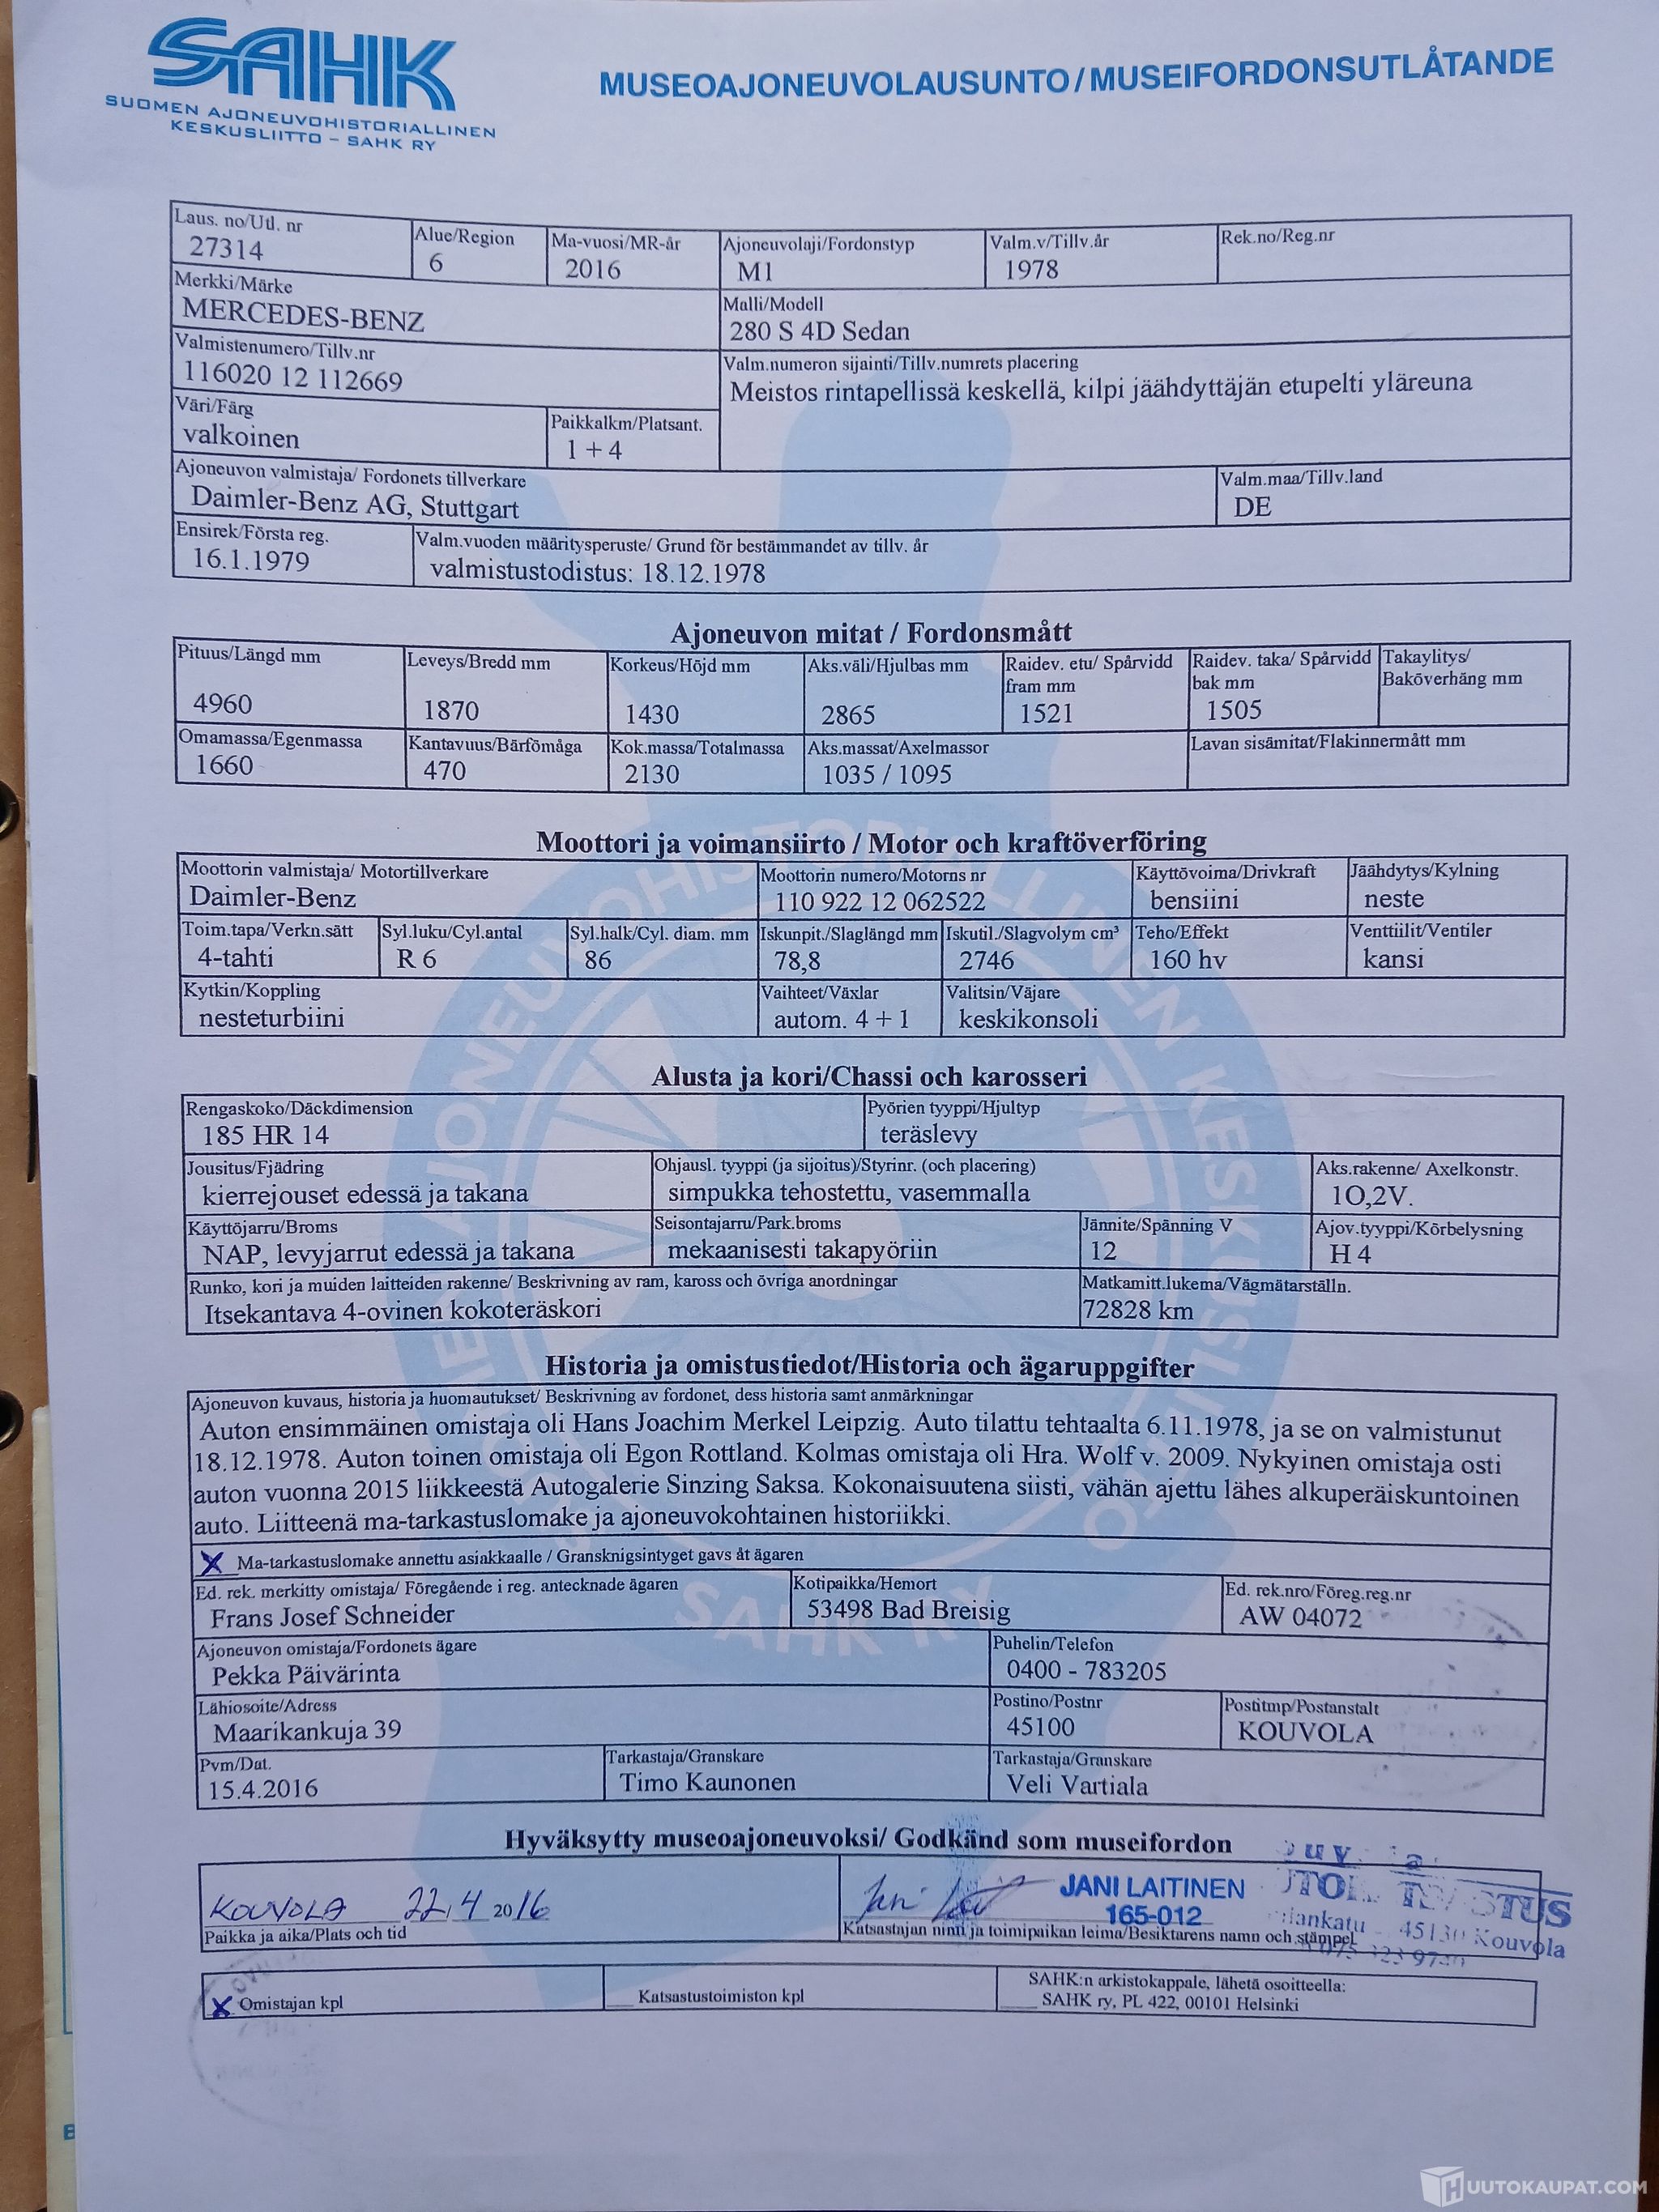 SAHK
SUOMEN AJONEUVOHISTORIALLINEN
KESKUSLIITTO – SAHK RY
MUSEOAJONEUVOLAUSUNTO/MUSEIFORDONSUTLÅTANDE
Laus. no/Utl. nr Alue/Region Ma-vuosi/MR-år Ajoneuvolaji/Fordonstyp Valm.v/Tillv.år Rek.no/Reg.nr
27314 6 2016 M1 1978
Merkki/Märke Malli/Modell
MERCEDES-BENZ 280 S 4D Sedan
Valmistenumero/Tillv.nr Valm.numeron sijainti/Tillv.numrets placering
116020 12 112669 Meistos rintapellissä keskellä, kilpi jäähdyttäjän etupelti yläreuna
Väri/Färg Paikkalkm/Platsant.
valkoinen 1 + 4
Ajoneuvon valmistaja/ Fordonets tillverkare Valm.maa/Tillv.land
Daimler-Benz AG, Stuttgart DE
Ensirek/Första reg. Valm.vuoden määritysperuste/ Grund för bestämmandet av tillv. år
16.1.1979 valmistustodistus: 18.12.1978
Ajoneuvon mitat / Fordonsmått
Pituus/Längd mm Leveys/Bredd mm Korkeus/Höjd mm Aks.väli/Hjulbas mm Raidev. etu/ Spårvidd fram mm Raidev. taka/ Spårvidd bak mm Takaylitys/ Baköverhäng mm
4960 1870 1430 2865 1521 1505
Omamassa/Egenmassa Kantavuus/Bärfömåga Kok.massa/Totalmassa Aks.massat/Axelmassor Lavan sisämitat/Flakinnermått mm
1660 470 2130 1035 / 1095
Moottori ja voimansiirto / Motor och kraftöverföring
Moottorin valmistaja/ Motortillverkare Moottorin numero/Motorns nr Käyttövoima/Drivkraft Jäähdytys/Kylning
Daimler-Benz 110 922 12 062522 bensiini neste
Toim.tapa/Verkn.sätt Syl.luku/Cyl.antal Syl.halk/Cyl. diam. mm Iskunpit./Slaglängd mm Iskutil./Slagvolym cm³ Teho/Effekt Venttiilit/Ventiler
4-tahti R 6 86 78,8 2746 160 hv kansi
Kytkin/Koppling Vaihteet/Växlar Valitsin/Väjare
nesteturbiini autom. 4 + 1 keskikonsoli
Alusta ja kori/Chassi och karosseri
Rengaskoko/Däckdimension Pyörien tyyppi/Hjultyp
185 HR 14 teräslevy
Jousitus/Fjädring Ohjausl. tyyppi (ja sijoitus)/Styrinr. (och placering) Aks.rakenne/ Axelkonstr.
kierrejouset edessä ja takana simpukka tehostettu, vasemmalla 1O,2V.
Käyttöjarru/Broms Seisontajarru/Park.broms Jännite/Spänning V Ajov.tyyppi/Körbelysning
NAP, levyjarrut edessä ja takana mekaanisesti takapyöriin 12 H 4
Runko, kori ja muiden laitteiden rakenne/ Beskrivning av ram, kaross och övriga anordningar Matkamitt.lukema/Vägmätarställn.
Itsekantava 4-ovinen kokoteräskori 72828 km
Historia ja omistustiedot/Historia och ägaruppgifter
Ajoneuvon kuvaus, historia ja huomautukset/ Beskrivning av fordonet, dess historia samt anmärkningar
Auton ensimmäinen omistaja oli Hans Joachim Merkel Leipzig. Auto tilattu tehtaalta 6.11.1978, ja se on valmistunut
18.12.1978. Auton toinen omistaja oli Egon Rottland. Kolmas omistaja oli Hra. Wolf v. 2009. Nykyinen omistaja osti
auton vuonna 2015 liikkeestä Autogalerie Sinzing Saksa. Kokonaisuutena siisti, vähän ajettu lähes alkuperäiskuntoinen
auto. Liitteenä ma-tarkastuslomake ja ajoneuvokohtainen historiikki.
X Ma-tarkastuslomake annettu asiakkaalle / Gransknigsintyget gavs åt ägaren
Ed. rek. merkitty omistaja/ Föregående i reg. antecknade ägaren Kotipaikka/Hemort Ed. rek.nro/Föreg.reg.nr
Frans Josef Schneider 53498 Bad Breisig AW 04072
Ajoneuvon omistaja/Fordonets ägare Puhelin/Telefon
Pekka Päivärinta 0400 - 783205
Lähiosoite/Adress Postino/Postnr Postitmp/Postanstalt
Maarikankuja 39 45100 KOUVOLA
Pvm/Dat. Tarkastaja/Granskare Tarkastaja/Granskare
15.4.2016 Timo Kaunonen Veli Vartiala
Hyväksytty museoajoneuvoksi/ Godkänd som museifordon
KOUVOLA 22.4 2016 JANI LAITINEN
165-012
45130 Kouvola
Paikka ja aika/Plats och tid Katsastajan nimi ja toimipaikan leima/Besiktarens namn och stämpel
X Omistajan kpl Katsastustoimiston kpl SAHK:n arkistokappale, lähetä osoitteella:
SAHK ry, PL 422, 00101 Helsinki
HUUTOKAUPAT.COM